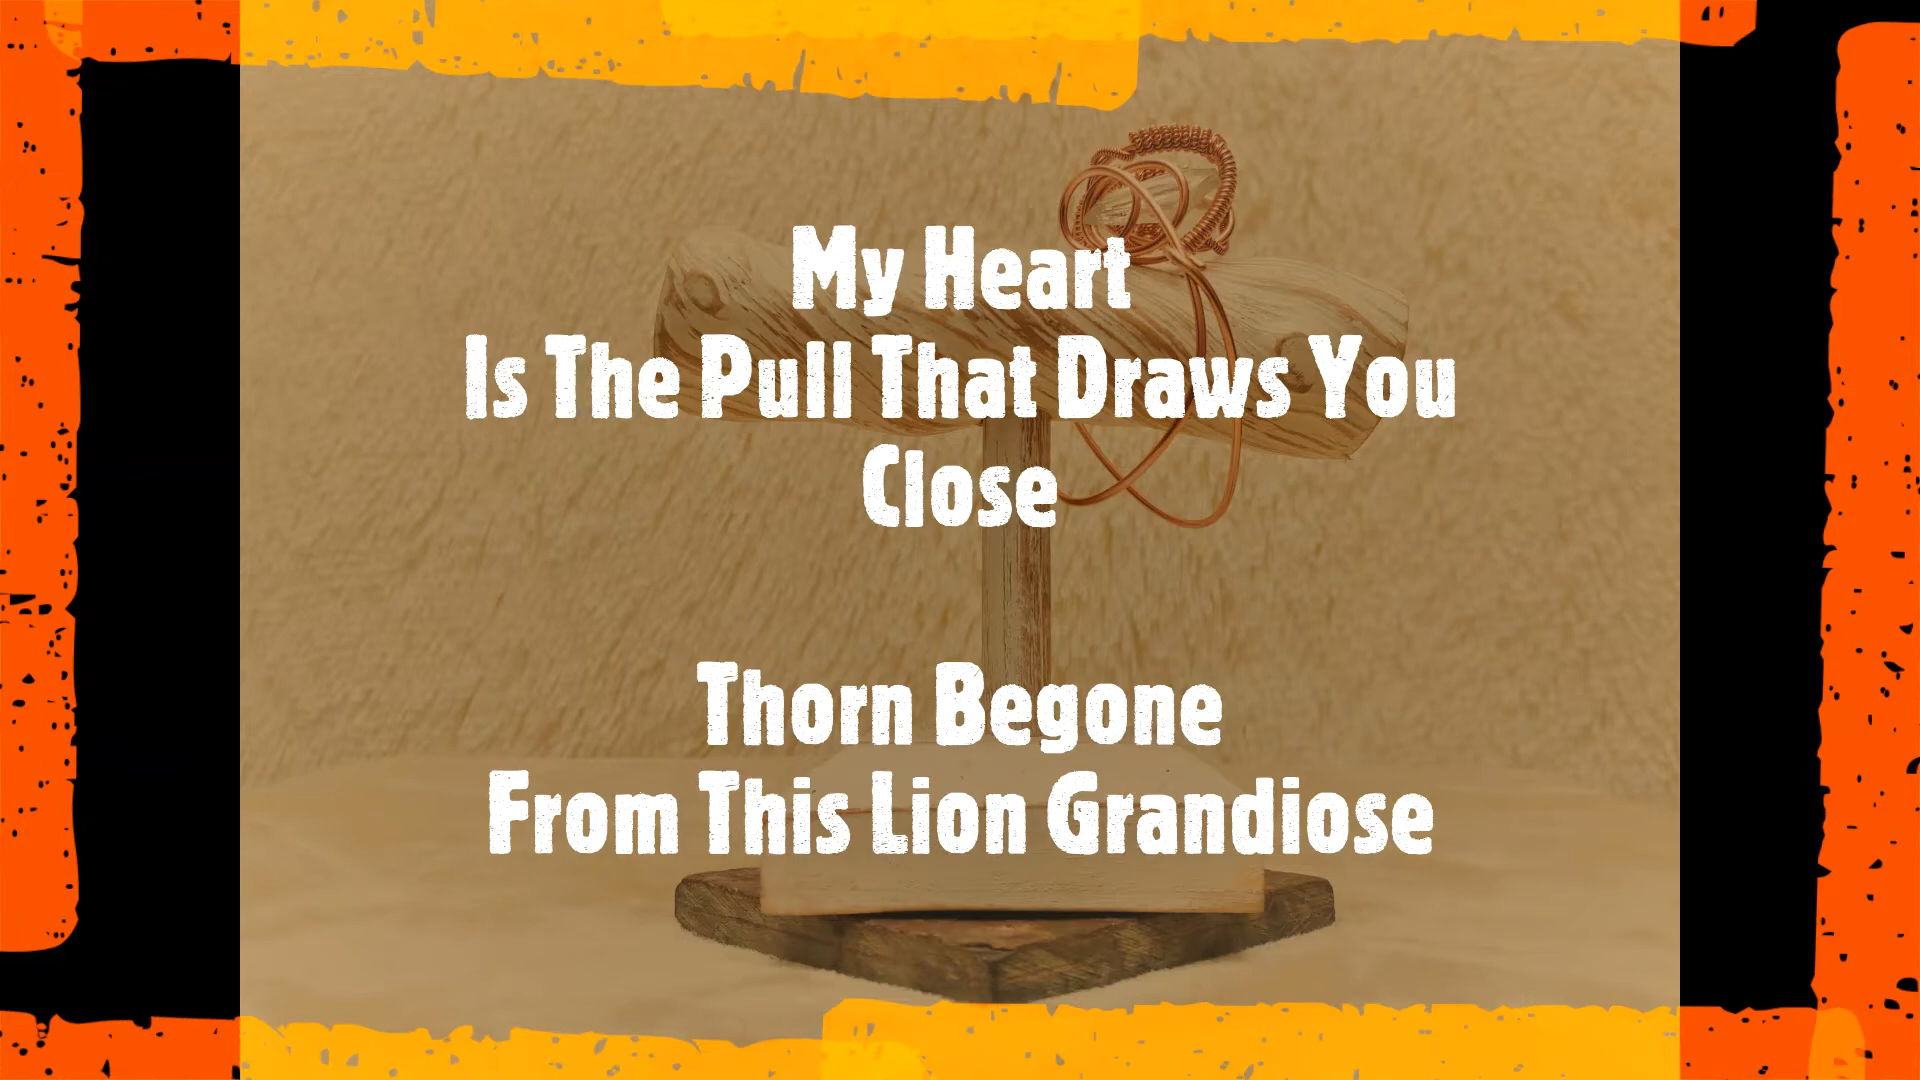 My Heart
Is The Pull That Draws You
Close
Thorn Begone
From This Lion Grandiose